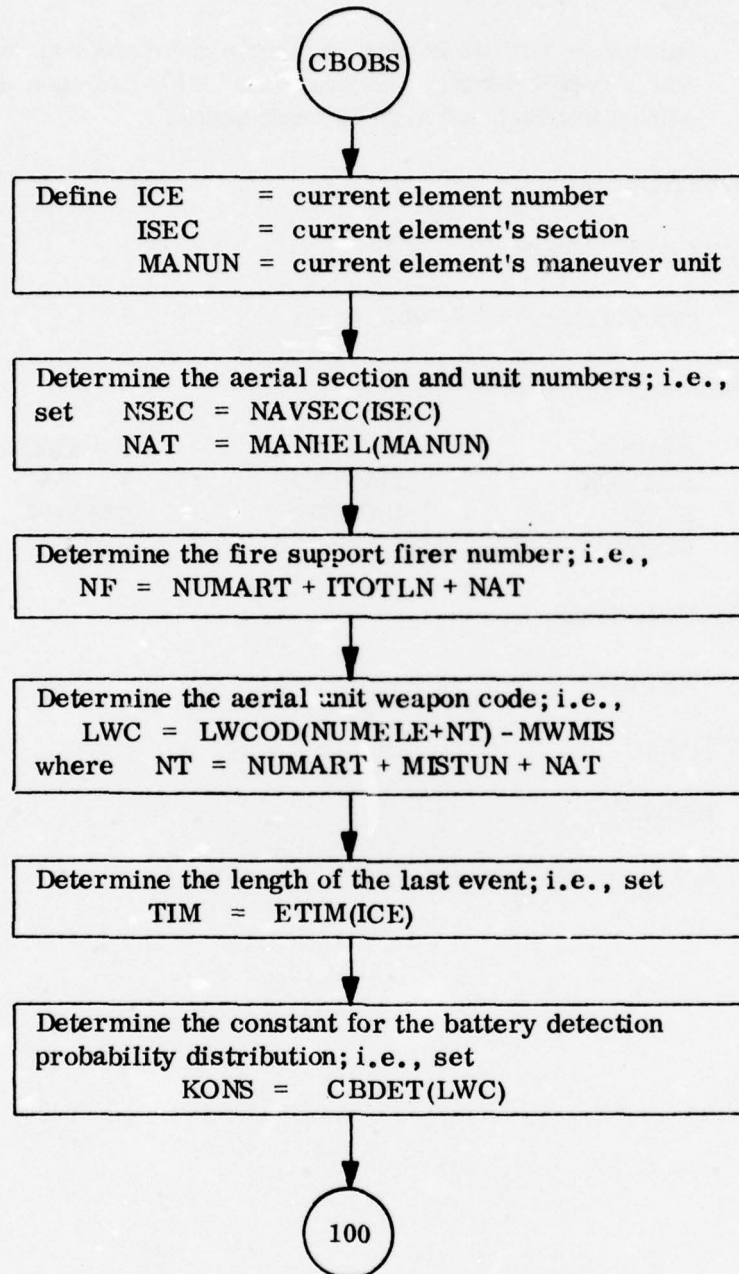 CBOBS
Define ICE = current element number
ISEC = current element's section
MANUN = current element's maneuver unit
Determine the aerial section and unit numbers; i.e.,
set NSEC = NAVSEC(ISEC)
NAT = MANHEL(MANUN)
Determine the fire support firer number; i.e.,
NF = NUMART + ITOTLN + NAT
Determine the aerial unit weapon code; i.e.,
LWC = LWCOD(NUMELE+NT) - MWMIS
where NT = NUMART + MISTUN + NAT
Determine the length of the last event; i.e., set
TIM = ETIM(ICE)
Determine the constant for the battery detection
probability distribution; i.e., set
KONS = CBDET(LWC)
100